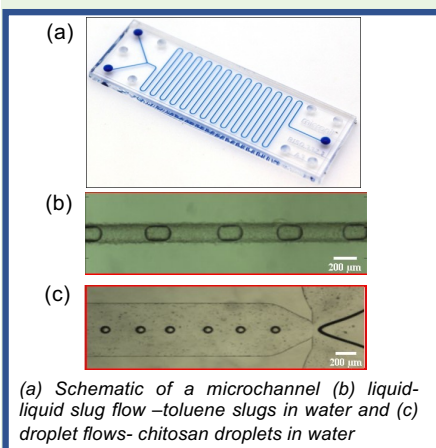 (a)
(b)
200 μm
(c)
200 μm
(a) Schematic of a microchannel (b) liquid-
liquid slug flow –toluene slugs in water and (c)
droplet flows- chitosan droplets in water